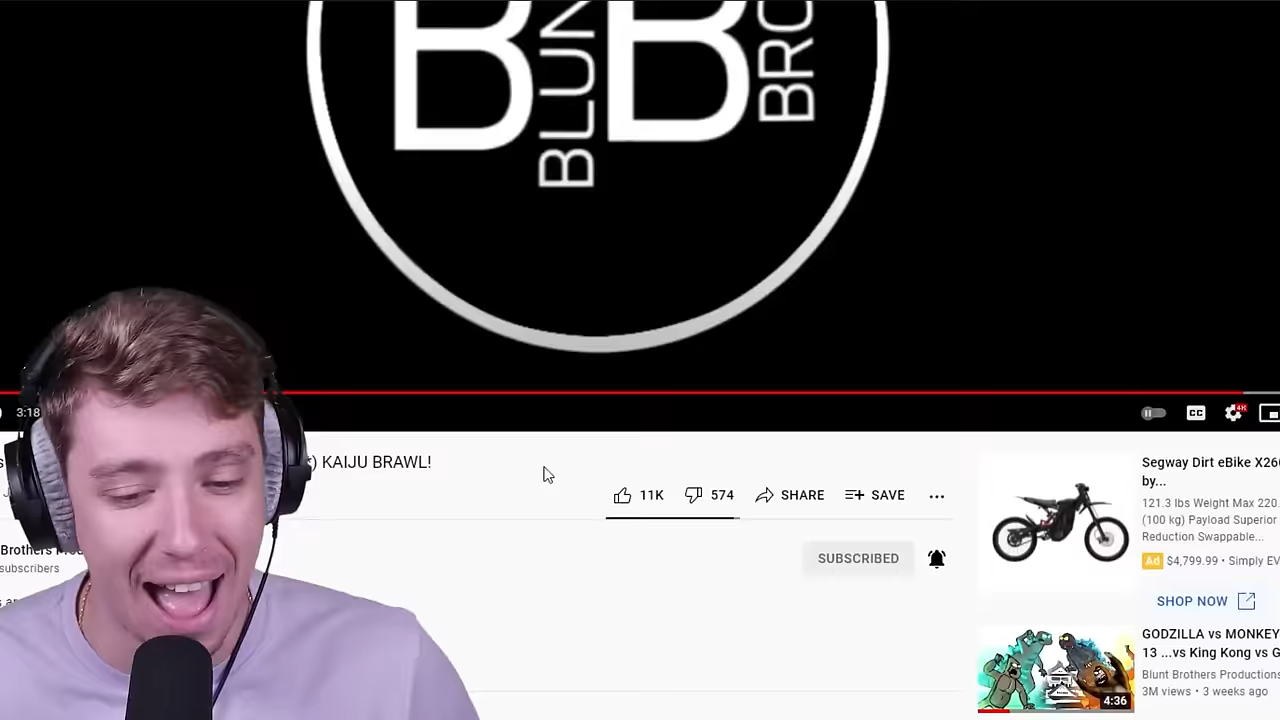 B BLUN B BRO
3:18
) KAIJU BRAWL!
11K 574 SHARE SAVE
Brothers
subscribers
SUBSCRIBED
CC
4K
Segway Dirt eBike
by...
121.3 lbs Weight Max 220.
(100 kg) Payload Superior
Reduction Swappable...
Ad $4,799.99 • Simply
SHOP NOW
GODZILLA vs MONKEY
13 ...vs King Kong vs G
Blunt Brothers Productions
3M views • 3 weeks ago
4:36